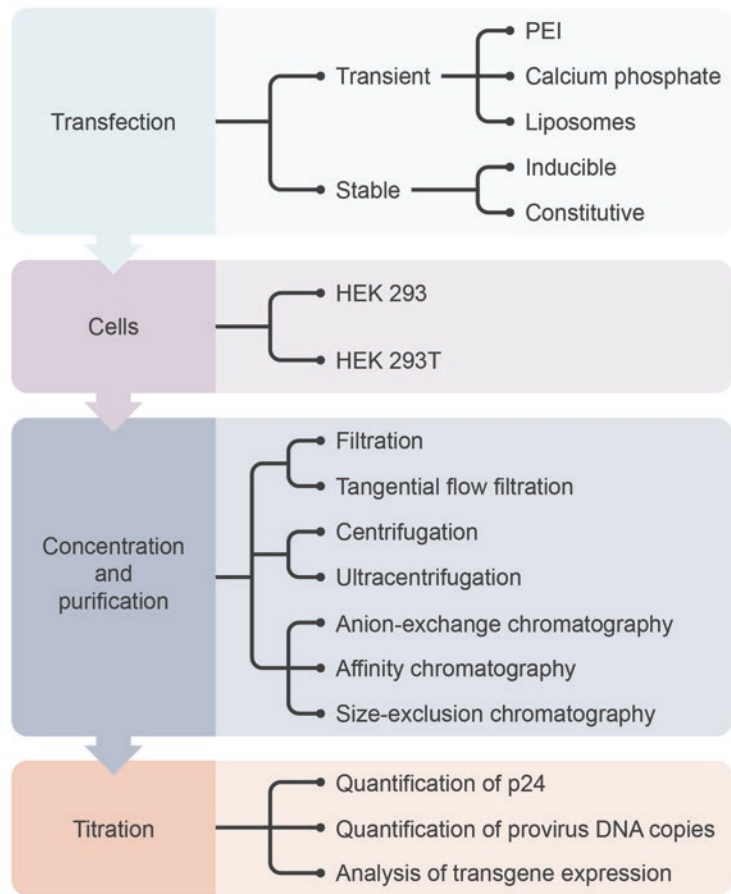 Transfection
Transient
PEI
Calcium phosphate
Liposomes
Stable
Inducible
Constitutive
Cells
HEK 293
HEK 293T
Concentration
and
purification
Filtration
Tangential flow filtration
Centrifugation
Ultracentrifugation
Anion-exchange chromatography
Affinity chromatography
Size-exclusion chromatography
Titration
Quantification of p24
Quantification of provirus DNA copies
Analysis of transgene expression